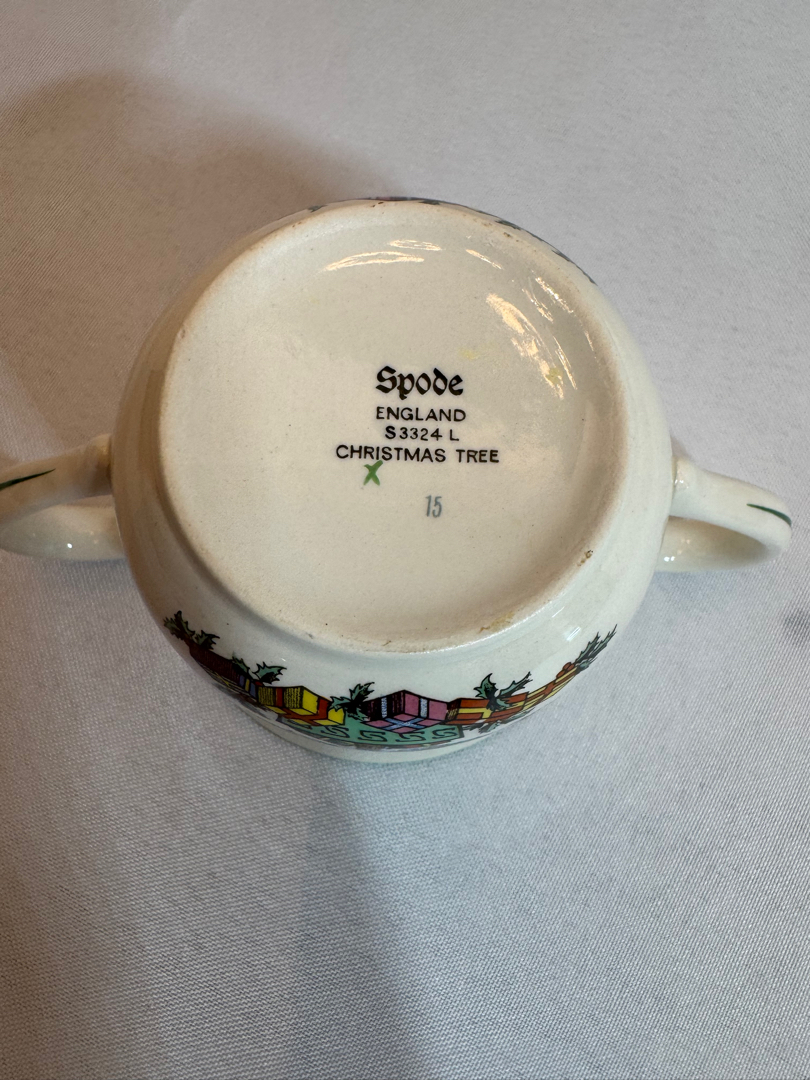 Spode
ENGLAND
S3324 L
CHRISTMAS TREE
X
15